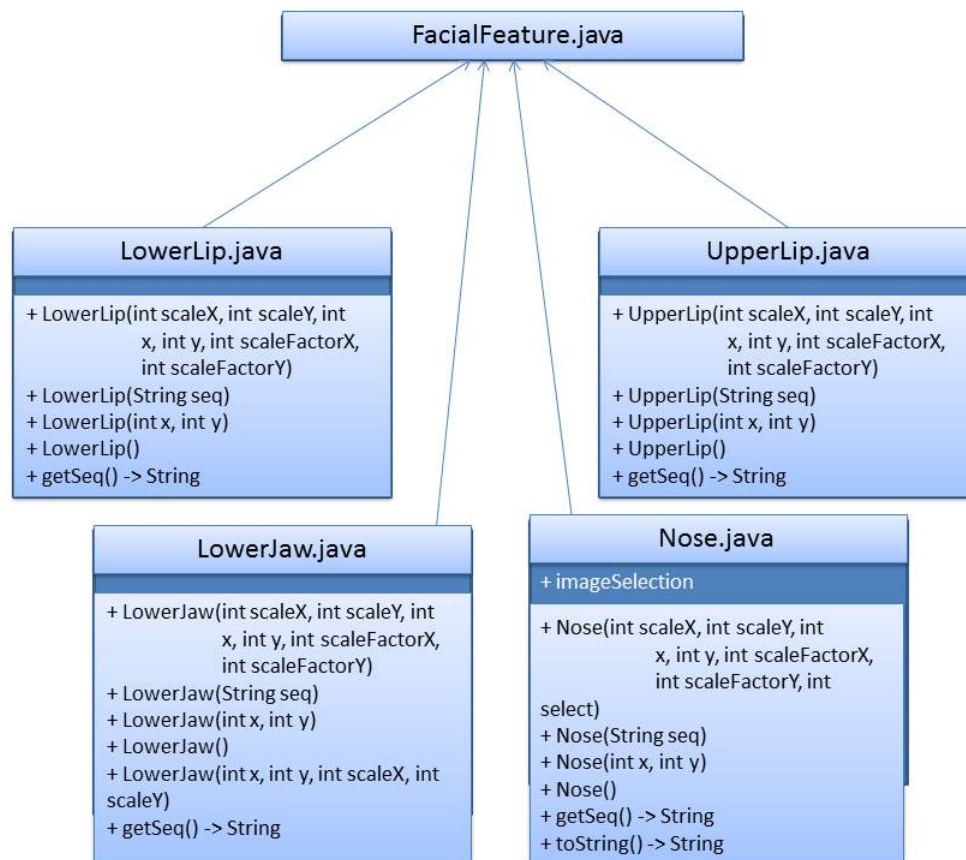 FacialFeature.java
LowerLip.java
+ LowerLip(int scaleX, int scaleY, int
x, int y, int scaleFactorX,
int scaleFactorY)
+ LowerLip(String seq)
+ LowerLip(int x, int y)
+ LowerLip()
+ getSeq() -> String
UpperLip.java
+ UpperLip(int scaleX, int scaleY, int
x, int y, int scaleFactorX,
int scaleFactorY)
+ UpperLip(String seq)
+ UpperLip(int x, int y)
+ UpperLip()
+ getSeq() -> String
LowerJaw.java
+ LowerJaw(int scaleX, int scaleY, int
x, int y, int scaleFactorX,
int scaleFactorY)
+ LowerJaw(String seq)
+ LowerJaw(int x, int y)
+ LowerJaw()
+ LowerJaw(int x, int y, int scaleX, int
scaleY)
+ getSeq() -> String
Nose.java
+ imageSelection
+ Nose(int scaleX, int scaleY, int
x, int y, int scaleFactorX,
int scaleFactorY, int
select)
+ Nose(String seq)
+ Nose(int x, int y)
+ Nose()
+ getSeq() -> String
+ toString() -> String